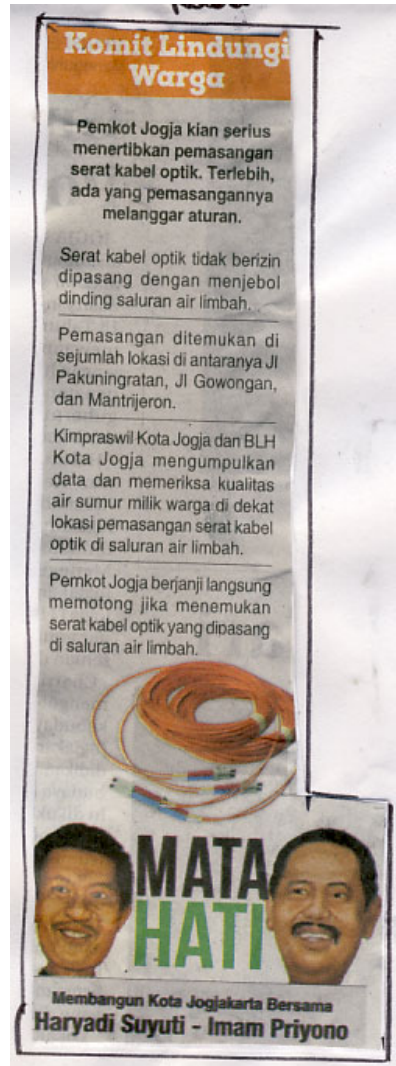 Komit Lindungi
Warga
Pemkot Jogja kian serius
menertibkan pemasangan
serat kabel optik. Terlebih,
ada yang pemasangannya
melanggar aturan.
Serat kabel optik tidak berizin
dipasang dengan menjebol
dinding saluran air limbah.
Pemasangan ditemukan di
sejumlah lokasi di antaranya Jl
Pakuningratan, Jl Gowongan,
dan Mantrijeron.
Kimpraswil Kota Jogja dan BLH
Kota Jogja mengumpulkan
data dan memeriksa kualitas
air sumur milik warga di dekat
lokasi pemasangan serat kabel
optik di saluran air limbah.
Pemkot Jogja berjanji langsung
memotong jika menemukan
serat kabel optik yang dipasang
di saluran air limbah.
MATA
HATI
Membangun Kota Jogjakarta Bersama
Haryadi Suyuti - Imam Priyono